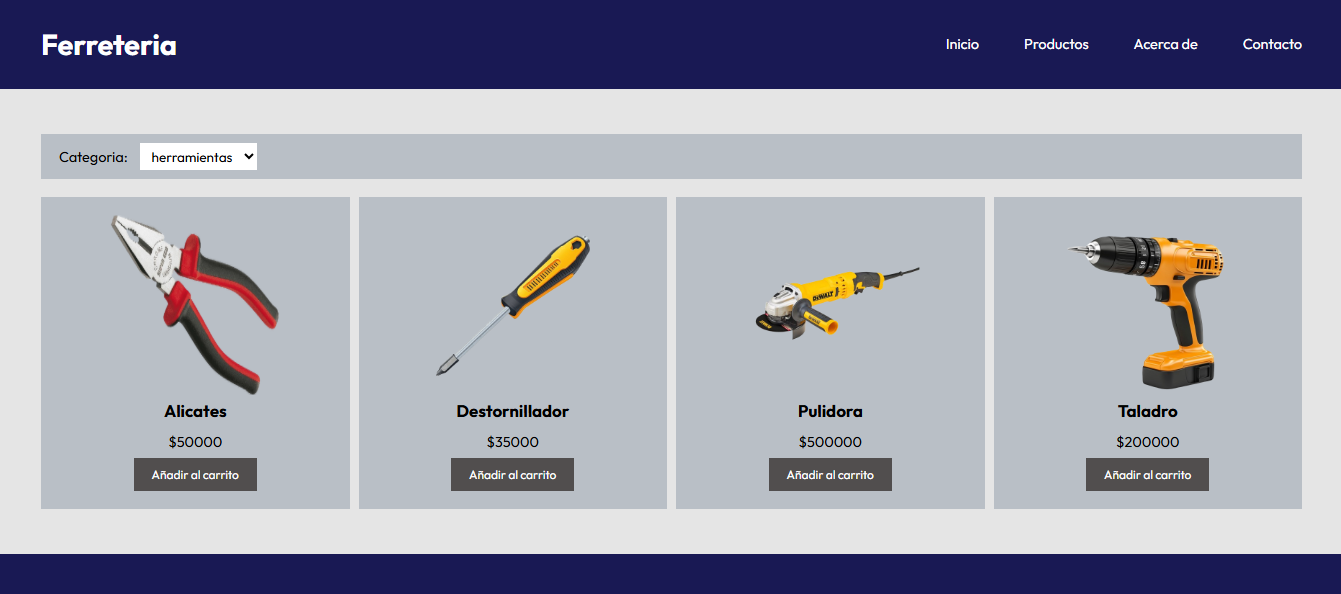 Ferreteria
Inicio Productos Acerca de Contacto
Categoria: herramientas
DEWALT
Alicates Destornillador Pulidora Taladro
$50000 $35000 $500000 $200000
Añadir al carrito Añadir al carrito Añadir al carrito Añadir al carrito